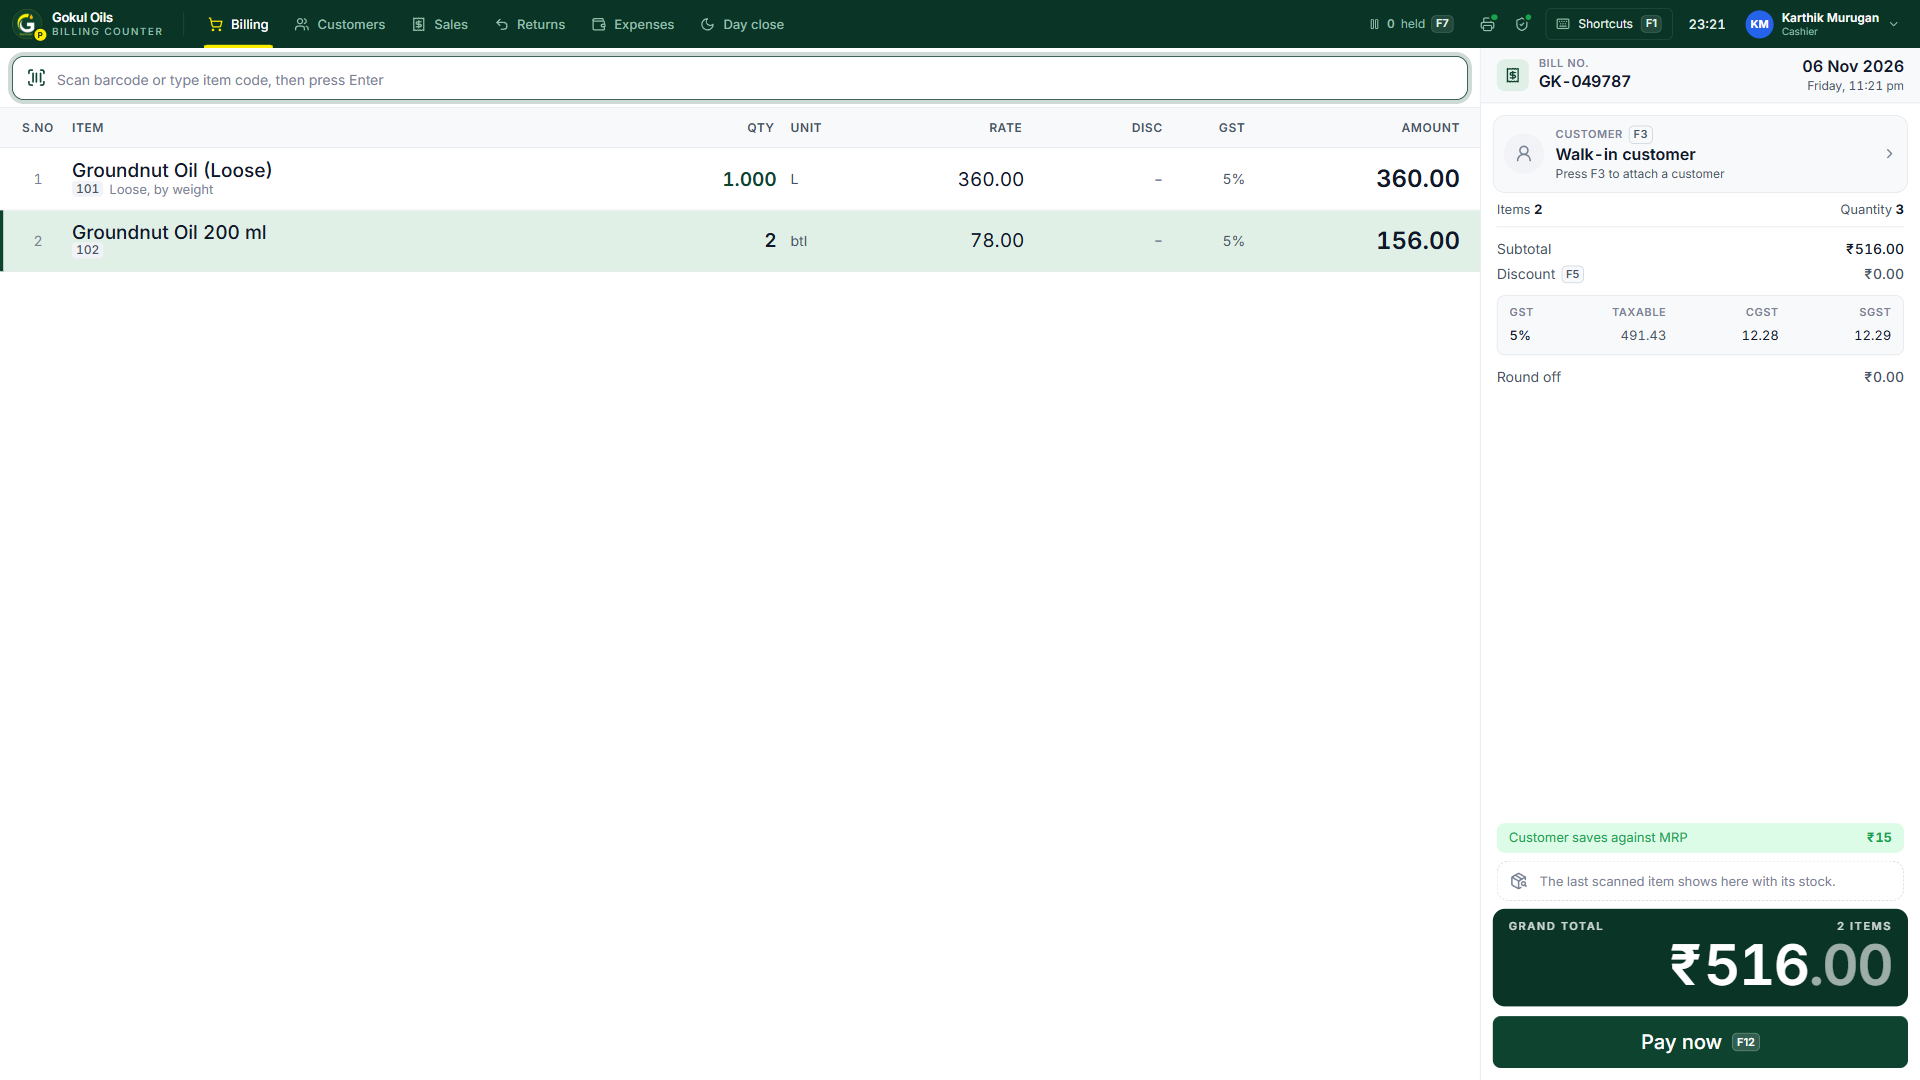 Gokul Oils
BILLING COUNTER
Billing
Customers
Sales
Returns
Expenses
Day close
0 held F7
Shortcuts F1
23:21
KM
Karthik Murugan
Cashier
Scan barcode or type item code, then press Enter
S.NO ITEM QTY UNIT RATE DISC GST AMOUNT
1 Groundnut Oil (Loose) 1.000 L 360.00 – 5% 360.00
101 Loose, by weight
2 Groundnut Oil 200 ml 2 btl 78.00 – 5% 156.00
102
BILL NO.
GK-049787
06 Nov 2026
Friday, 11:21 pm
CUSTOMER F3
Walk-in customer
Press F3 to attach a customer
Items 2 Quantity 3
Subtotal ₹516.00
Discount F5 ₹0.00
GST TAXABLE CGST SGST
5% 491.43 12.28 12.29
Round off ₹0.00
Customer saves against MRP ₹15
The last scanned item shows here with its stock.
GRAND TOTAL 2 ITEMS
₹516.00
Pay now F12